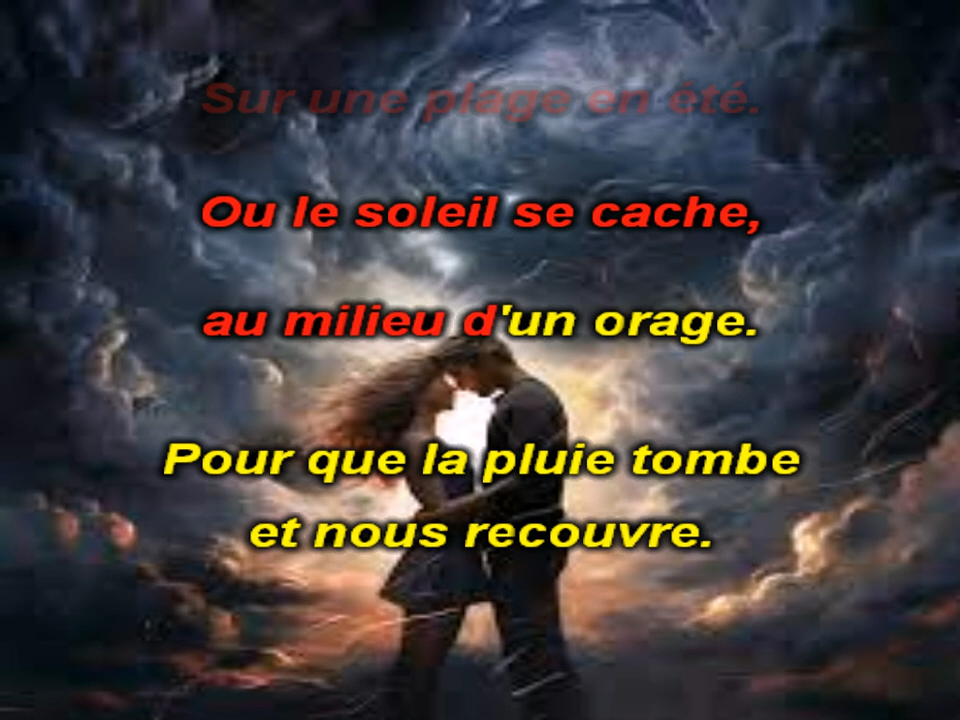 Sur une plage en été.
Ou le soleil se cache,
au milieu d'un orage.
Pour que la pluie tombe
et nous recouvre.